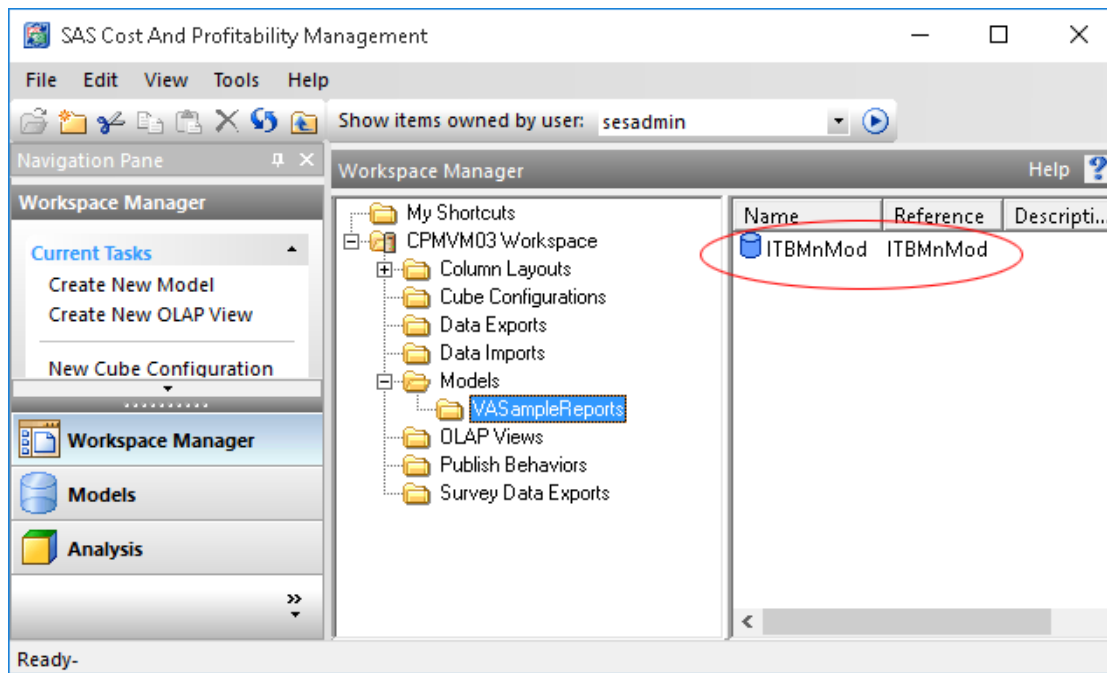 SAS Cost And Profitability Management
File Edit View Tools Help
Show items owned by user: sesadmin
Navigation Pane
Workspace Manager
Current Tasks
Create New Model
Create New OLAP View
New Cube Configuration
Workspace Manager
Models
Analysis
Workspace Manager Help ?
My Shortcuts
CPMVM03 Workspace
Column Layouts
Cube Configurations
Data Exports
Data Imports
Models
VASampleReports
OLAP Views
Publish Behaviors
Survey Data Exports
Name Reference Descripti...
ITBMnMod ITBMnMod
Ready-